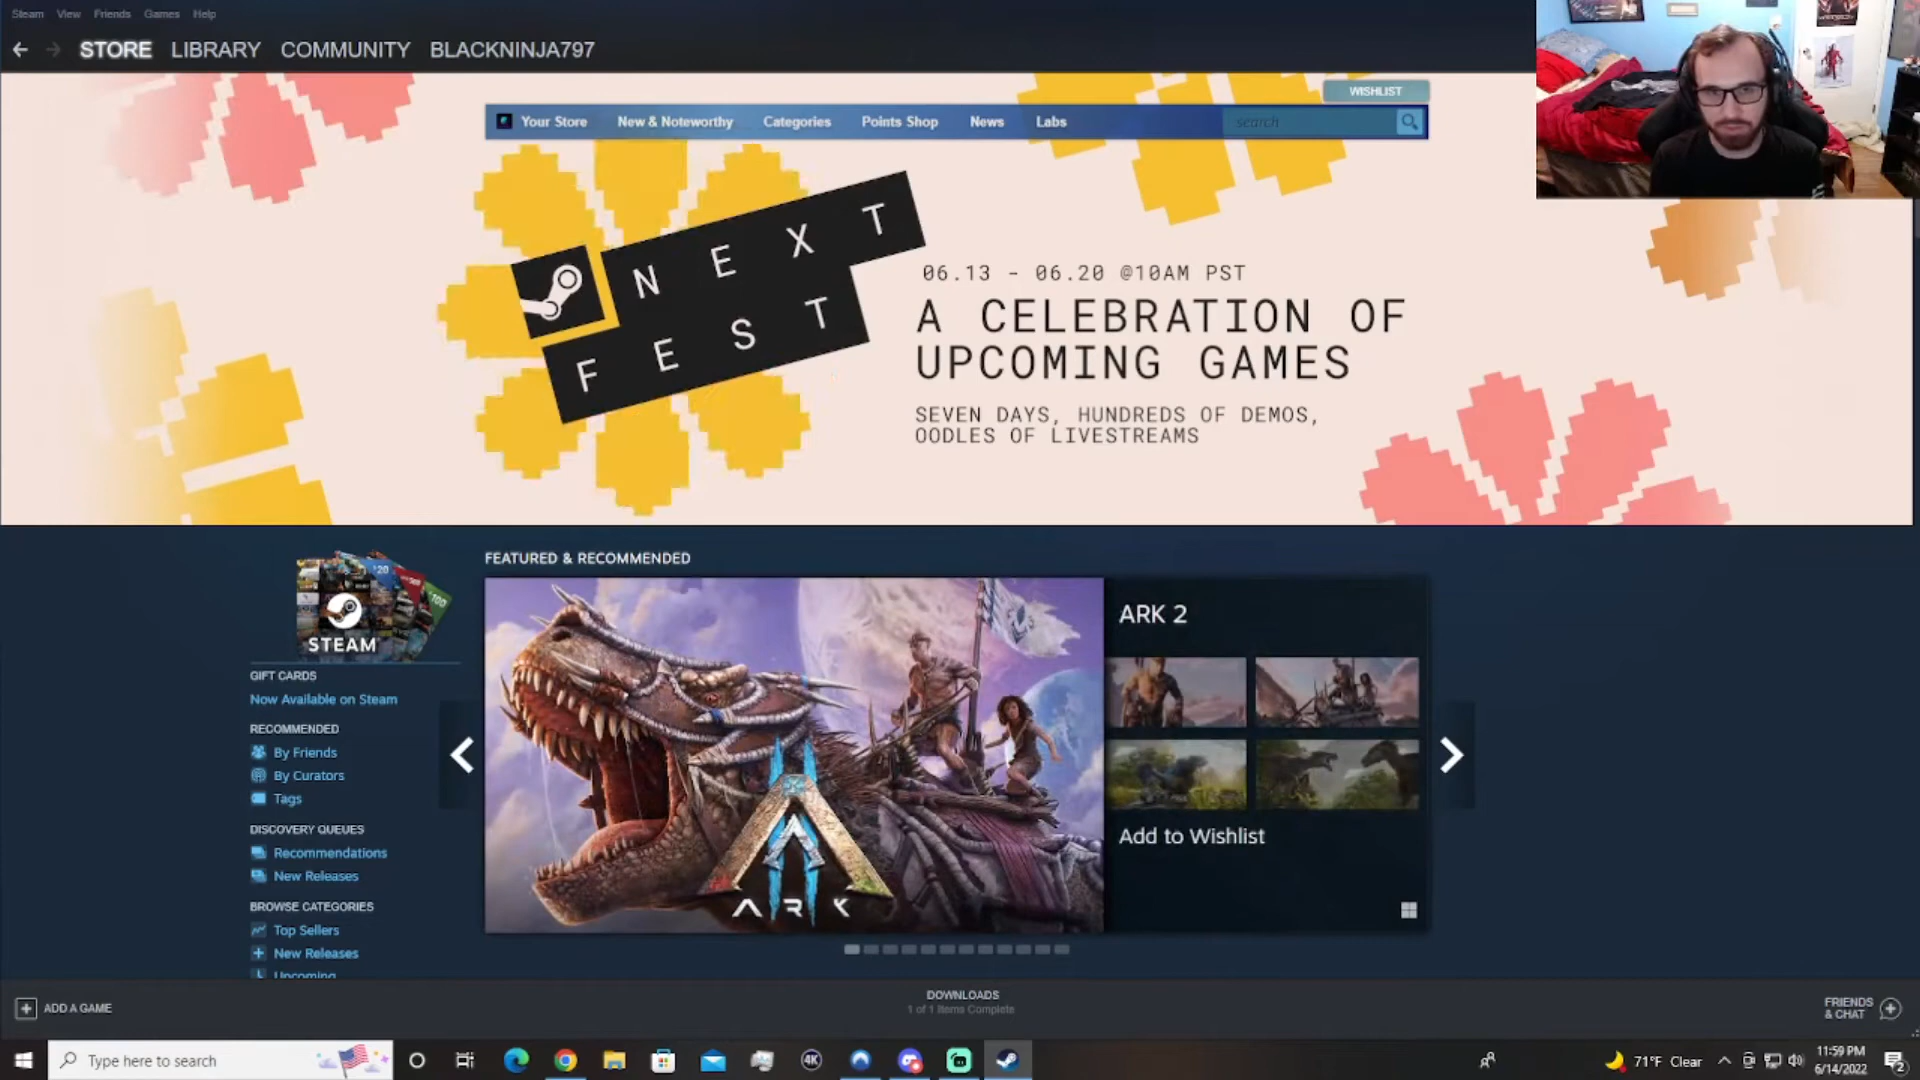 Steam View Friends Games Help
STORE LIBRARY COMMUNITY BLACKNINJA797
WISHLIST
Your Store New & Noteworthy Categories Points Shop News Labs search
NEXT
FEST
06.13 - 06.20 @10AM PST
A CELEBRATION OF
UPCOMING GAMES
SEVEN DAYS, HUNDREDS OF DEMOS,
OODLES OF LIVESTREAMS
STEAM
GIFT CARDS
Now Available on Steam
RECOMMENDED
By Friends
By Curators
Tags
DISCOVERY QUEUES
Recommendations
New Releases
BROWSE CATEGORIES
Top Sellers
New Releases
Upcoming
FEATURED & RECOMMENDED
ARK
ARK 2
Add to Wishlist
ADD A GAME
DOWNLOADS
1 of 1 Items Complete
FRIENDS
& CHAT
Type here to search
4K
71°F Clear
11:59 PM
6/14/2022
2